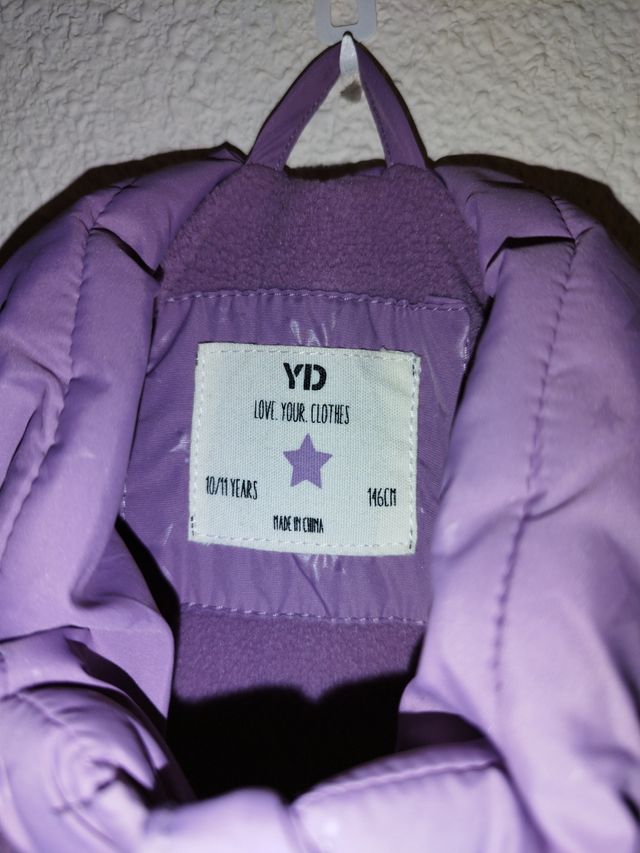 YD
LOVE. YOUR. CLOTHES
10/11 YEARS
146CM
MADE IN CHINA